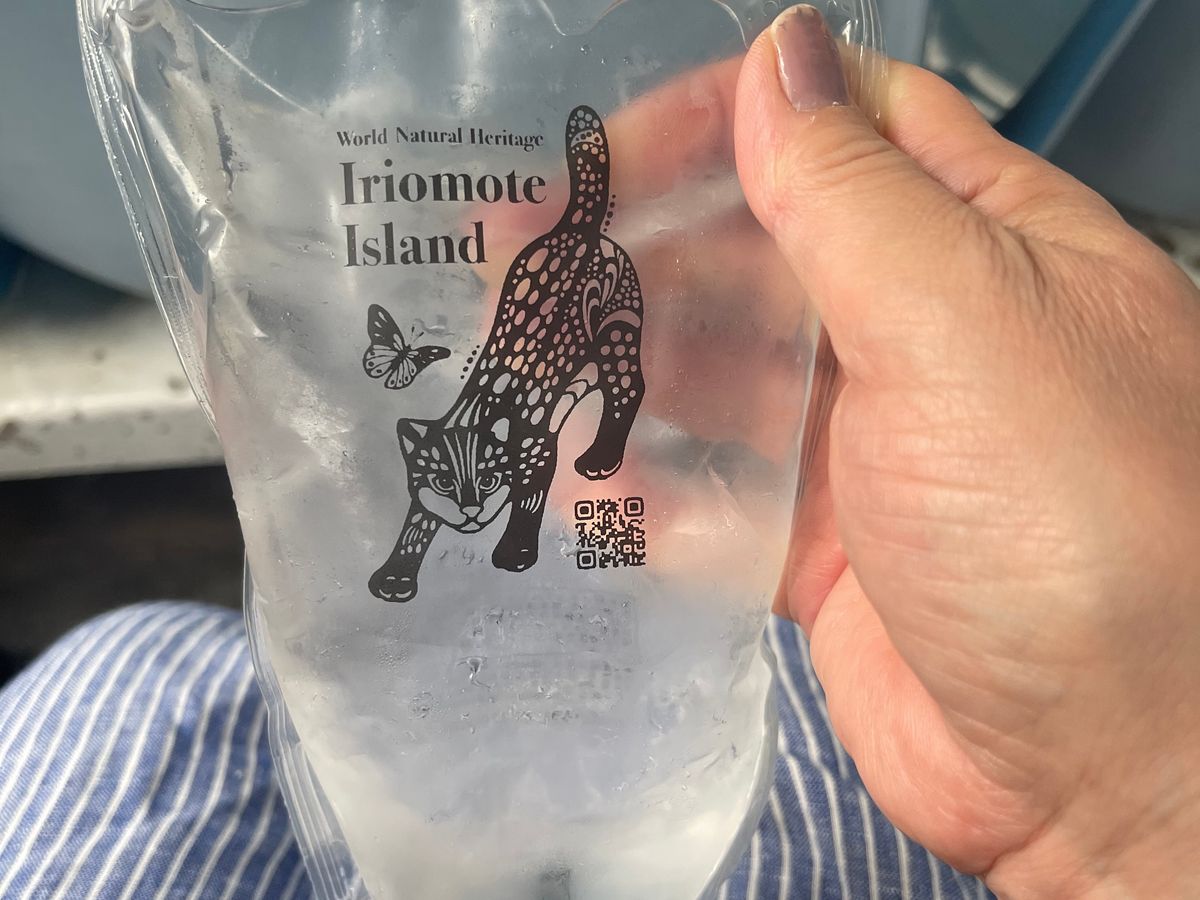 World Natural Heritage
Iriomote
Island